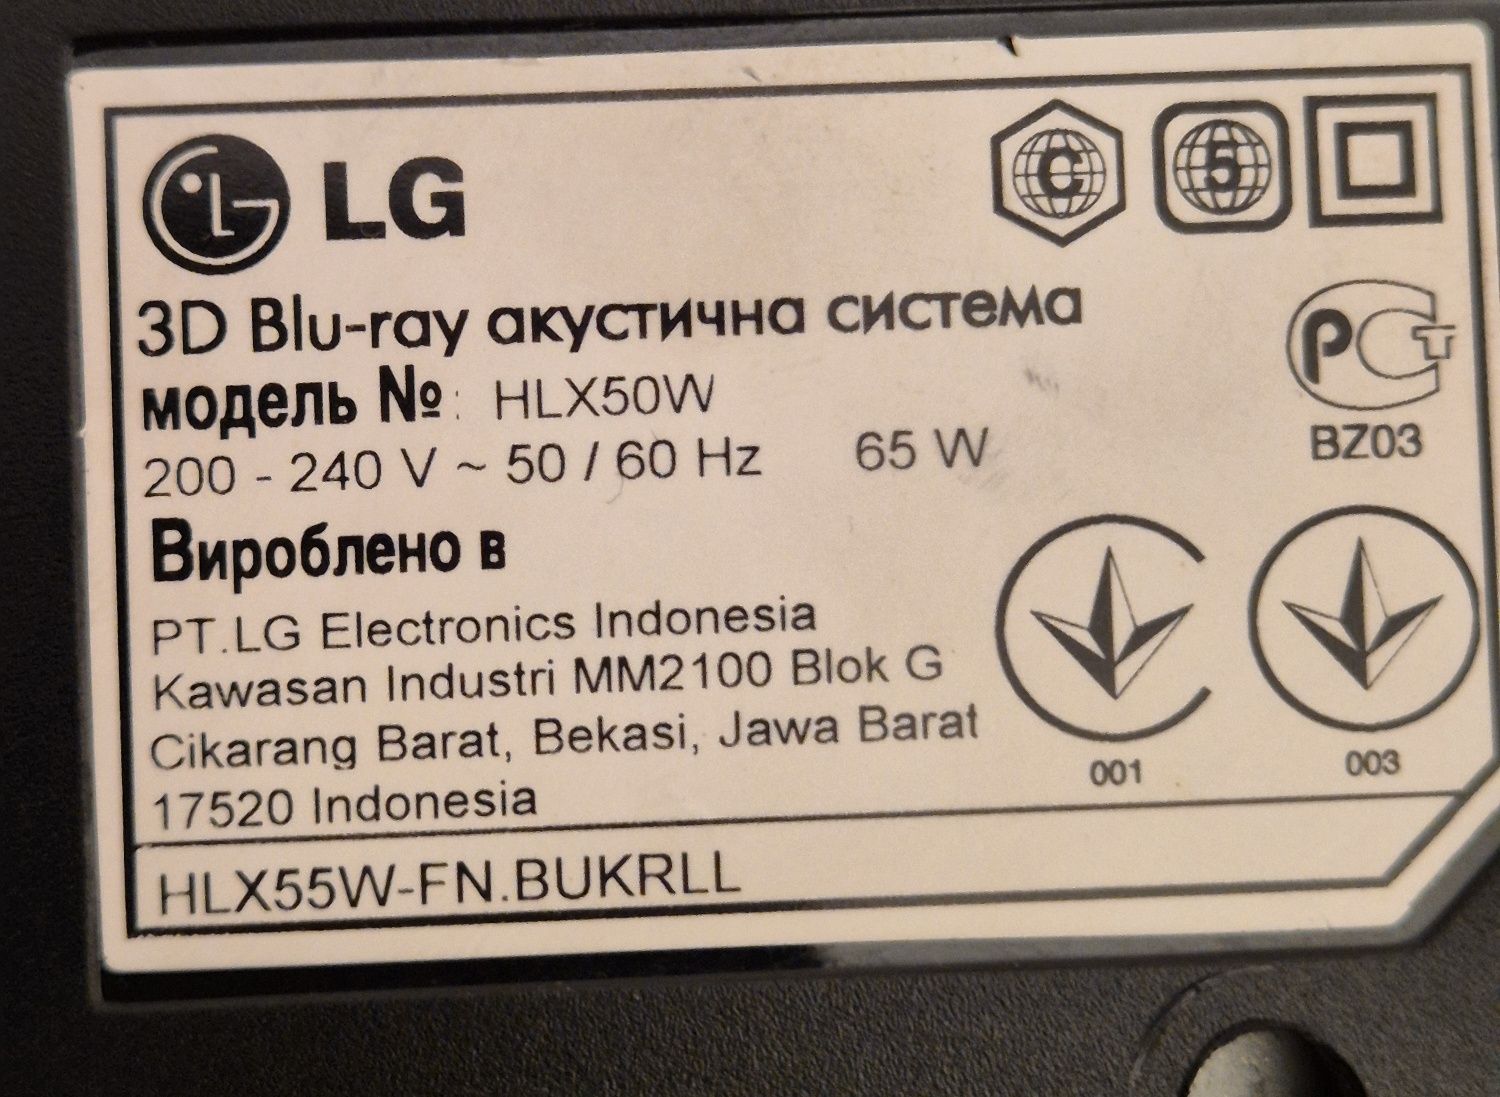 LG
C
5
3D Blu-ray акустична система
модель №: HLX50W
200 - 240 V ~ 50 / 60 Hz 65 W
РСТ
BZ03
Вироблено в
PT.LG Electronics Indonesia
Kawasan Industri MM2100 Blok G
Cikarang Barat, Bekasi, Jawa Barat
17520 Indonesia
001
003
HLX55W-FN.BUKRLL